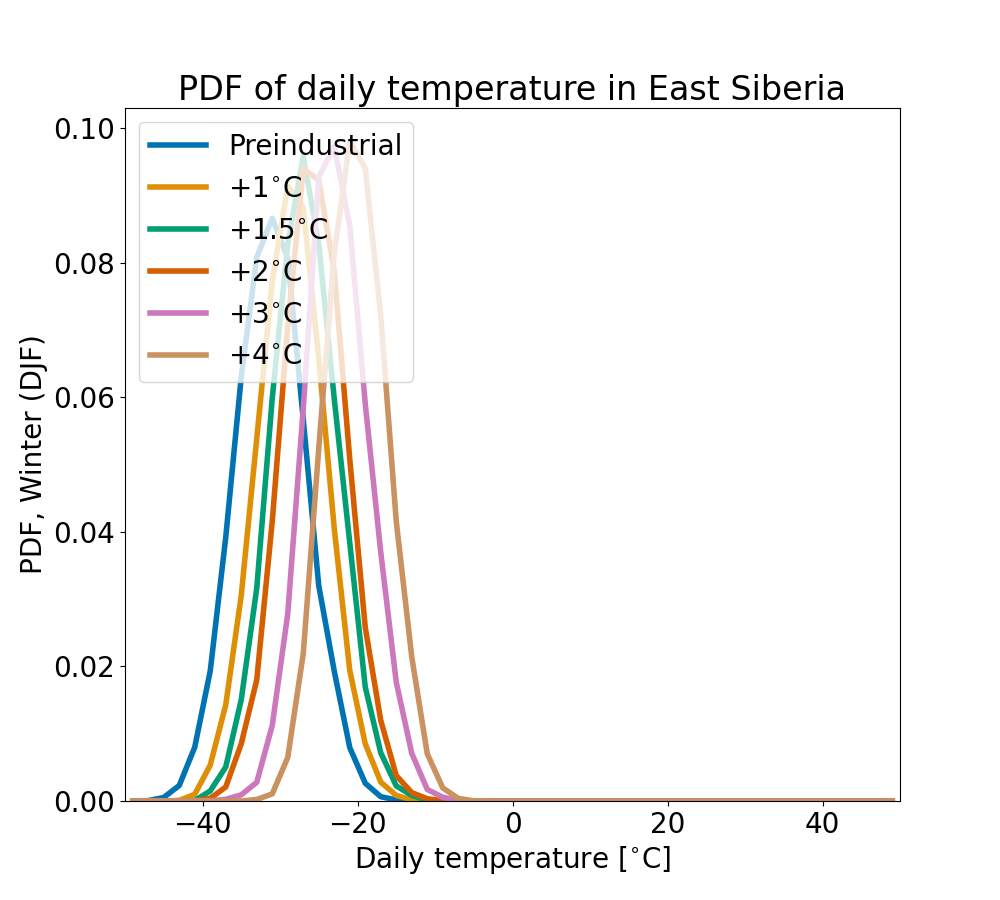 PDF of daily temperature in East Siberia
PDF, Winter (DJF)
0.10
0.08
0.06
0.04
0.02
0.00
Preindustrial
+1°C
+1.5°C
+2°C
+3°C
+4°C
−40
−20
0
20
40
Daily temperature [°C]